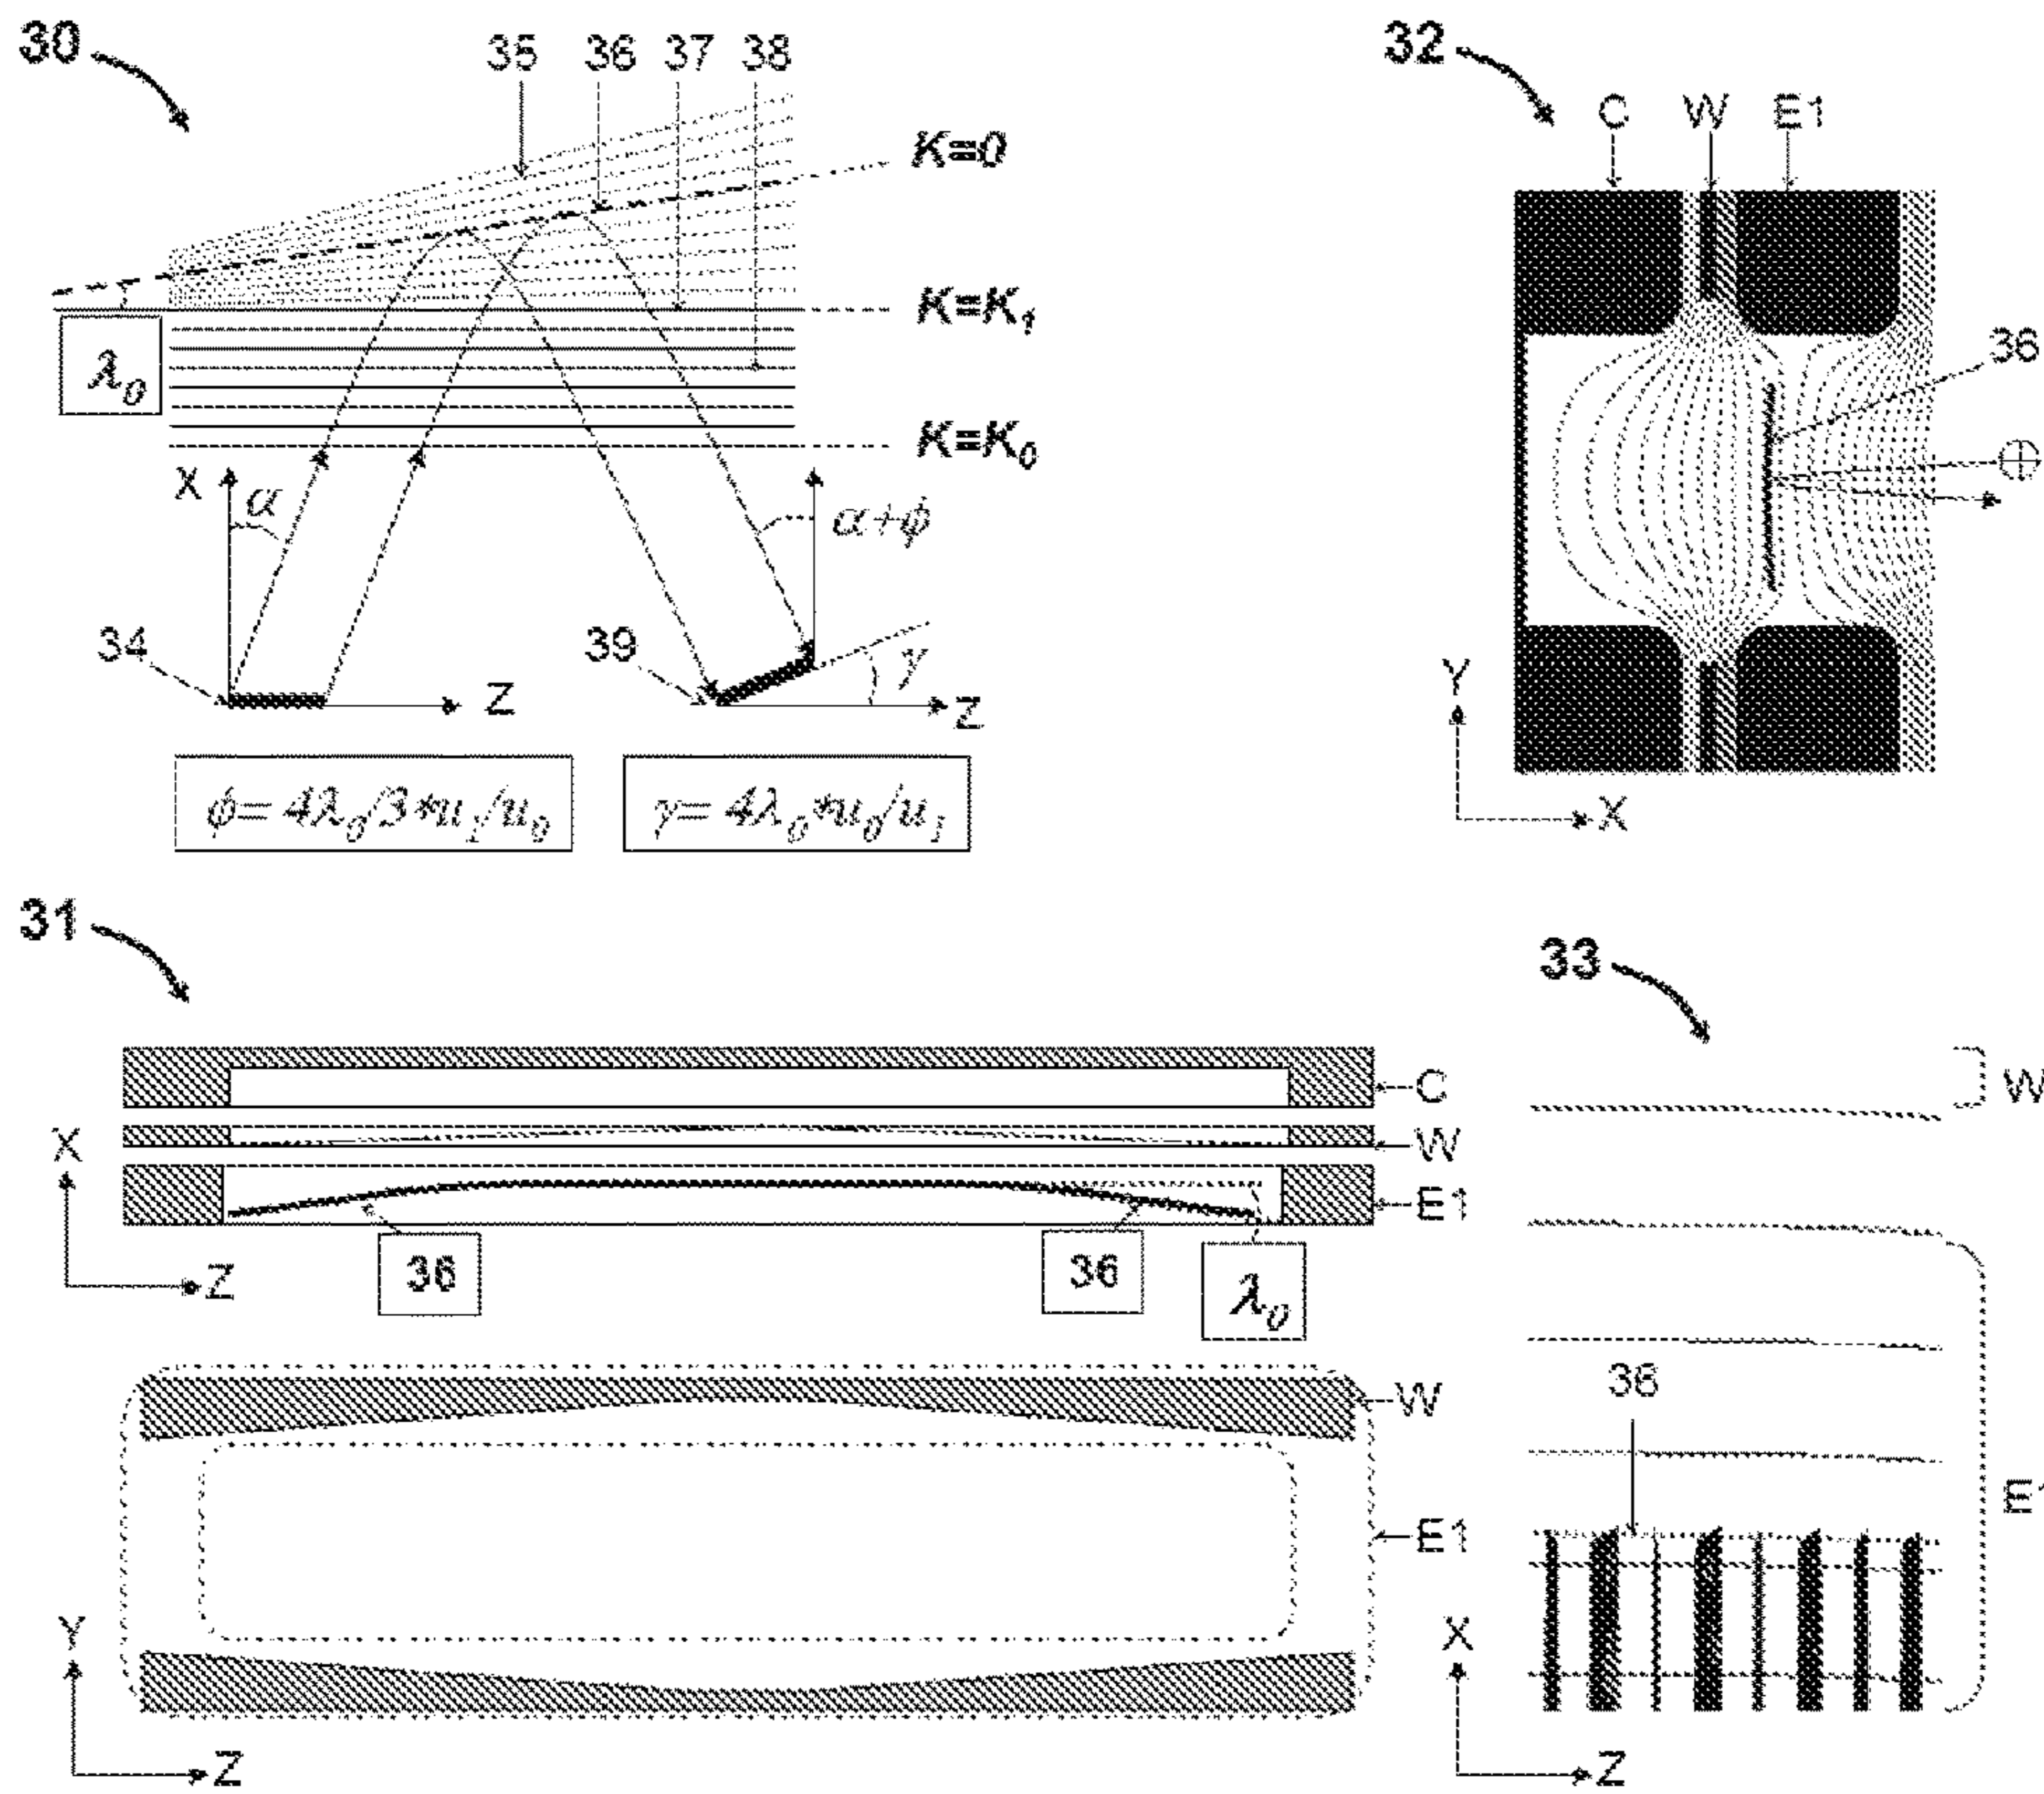 30
35 36 37 38
K=0
K=K₁
λ₀
K=K₀
X
α
α+ϕ
34
Z
39
γ
Z
ϕ= 4λ₀/3*u₁/u₀
γ= 4λ₀*u₀/u₁
32
C W E1
36
Y
X
31
C
W
E1
X
Z
36
36
λ₀
W
E1
Y
Z
33
W
36
E1
X
Z